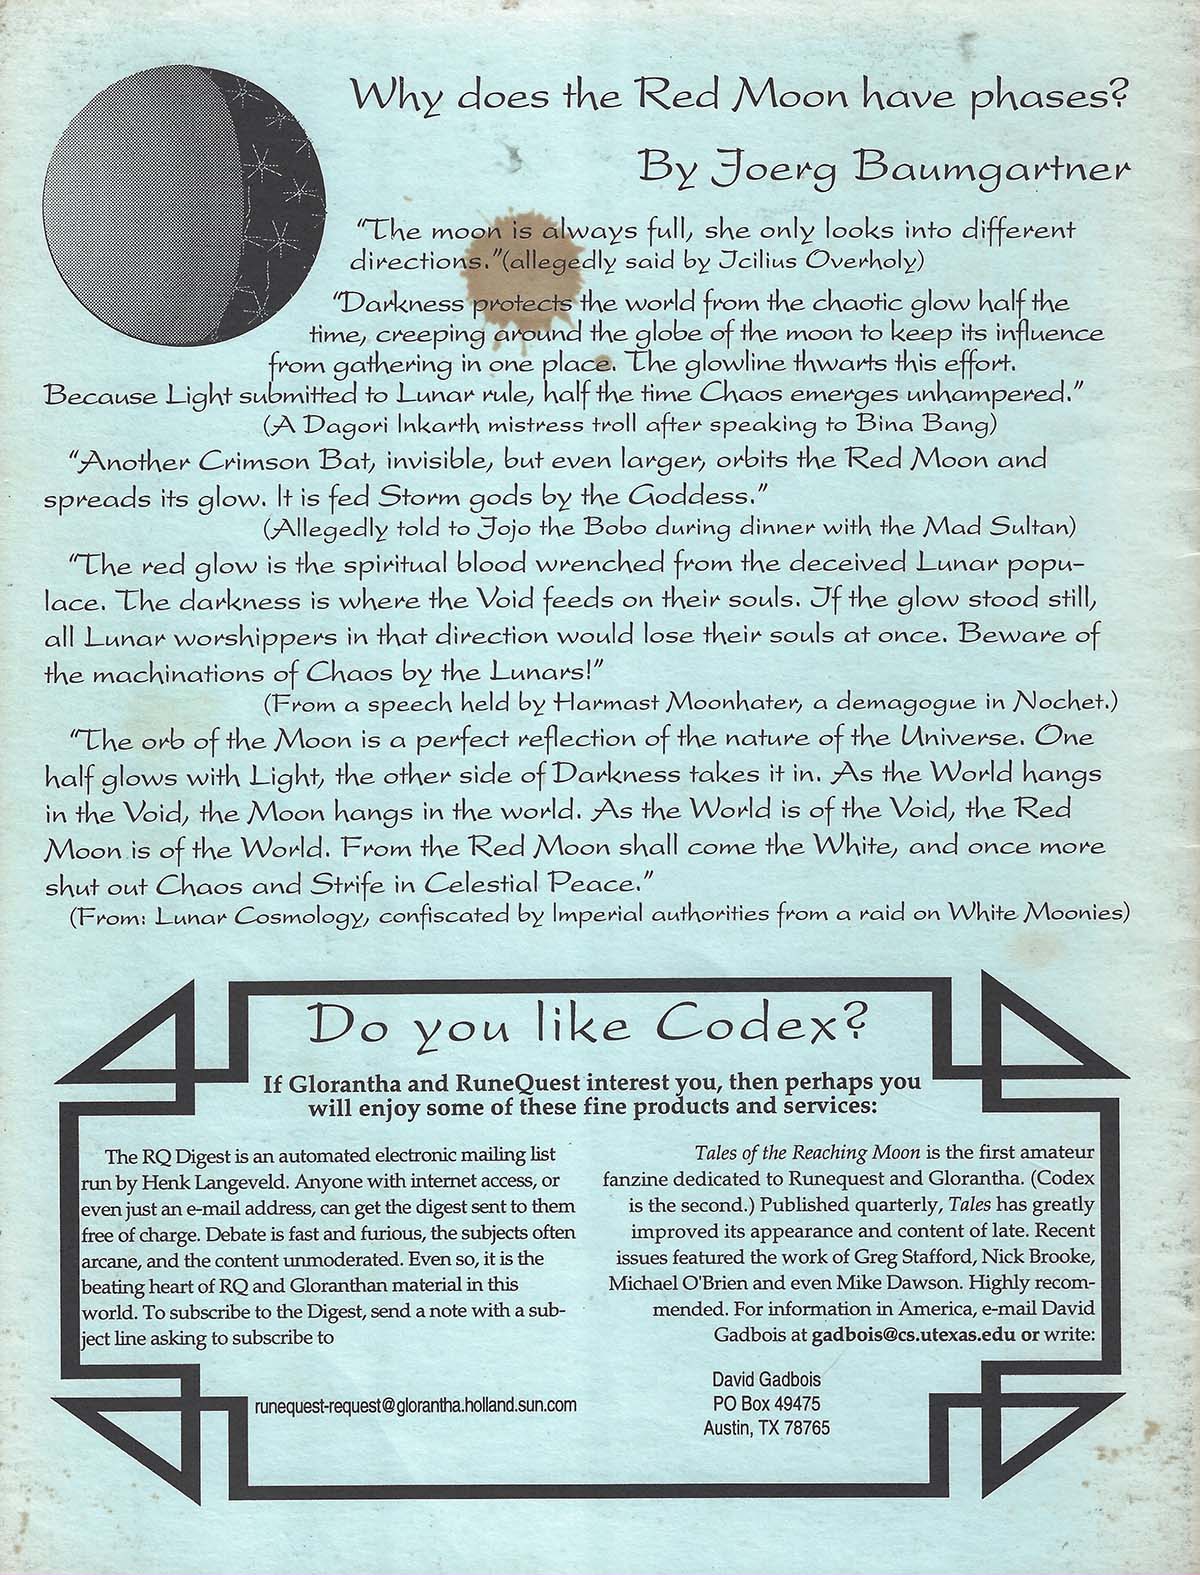 Why does the Red Moon have phases?
By Joerg Baumgartner
“The moon is always full, she only looks into different
directions.”(allegedly said by Icilius Overholy)
“Darkness protects the world from the chaotic glow half the
time, creeping around the globe of the moon to keep its influence
from gathering in one place. The glowline thwarts this effort.
Because Light submitted to Lunar rule, half the time Chaos emerges unhampered.”
(A Dagori Inkarth mistress troll after speaking to Bina Bang)
“Another Crimson Bat, invisible, but even larger, orbits the Red Moon and
spreads its glow. It is fed Storm gods by the Goddess.”
(Allegedly told to Jojo the Bobo during dinner with the Mad Sultan)
“The red glow is the spiritual blood wrenched from the deceived Lunar popu-
lace. The darkness is where the Void feeds on their souls. If the glow stood still,
all Lunar worshippers in that direction would lose their souls at once. Beware of
the machinations of Chaos by the Lunars!”
(From a speech held by Harmast Moonhater, a demagogue in Nochet.)
“The orb of the Moon is a perfect reflection of the nature of the Universe. One
half glows with Light, the other side of Darkness takes it in. As the World hangs
in the Void, the Moon hangs in the world. As the World is of the Void, the Red
Moon is of the World. From the Red Moon shall come the White, and once more
shut out Chaos and Strife in Celestial Peace.”
(From: Lunar Cosmology, confiscated by Imperial authorities from a raid on White Moonies)
Do you like Codex?
If Glorantha and RuneQuest interest you, then perhaps you
will enjoy some of these fine products and services:
The RQ Digest is an automated electronic mailing list
run by Henk Langeveld. Anyone with internet access, or
even just an e-mail address, can get the digest sent to them
free of charge. Debate is fast and furious, the subjects often
arcane, and the content unmoderated. Even so, it is the
beating heart of RQ and Gloranthan material in this
world. To subscribe to the Digest, send a note with a sub-
ject line asking to subscribe to
runequest-request@glorantha.holland.sun.com
Tales of the Reaching Moon is the first amateur
fanzine dedicated to Runequest and Glorantha. (Codex
is the second.) Published quarterly, Tales has greatly
improved its appearance and content of late. Recent
issues featured the work of Greg Stafford, Nick Brooke,
Michael O'Brien and even Mike Dawson. Highly recom-
mended. For information in America, e-mail David
Gadbois at gadbois@cs.utexas.edu or write:
David Gadbois
PO Box 49475
Austin, TX 78765